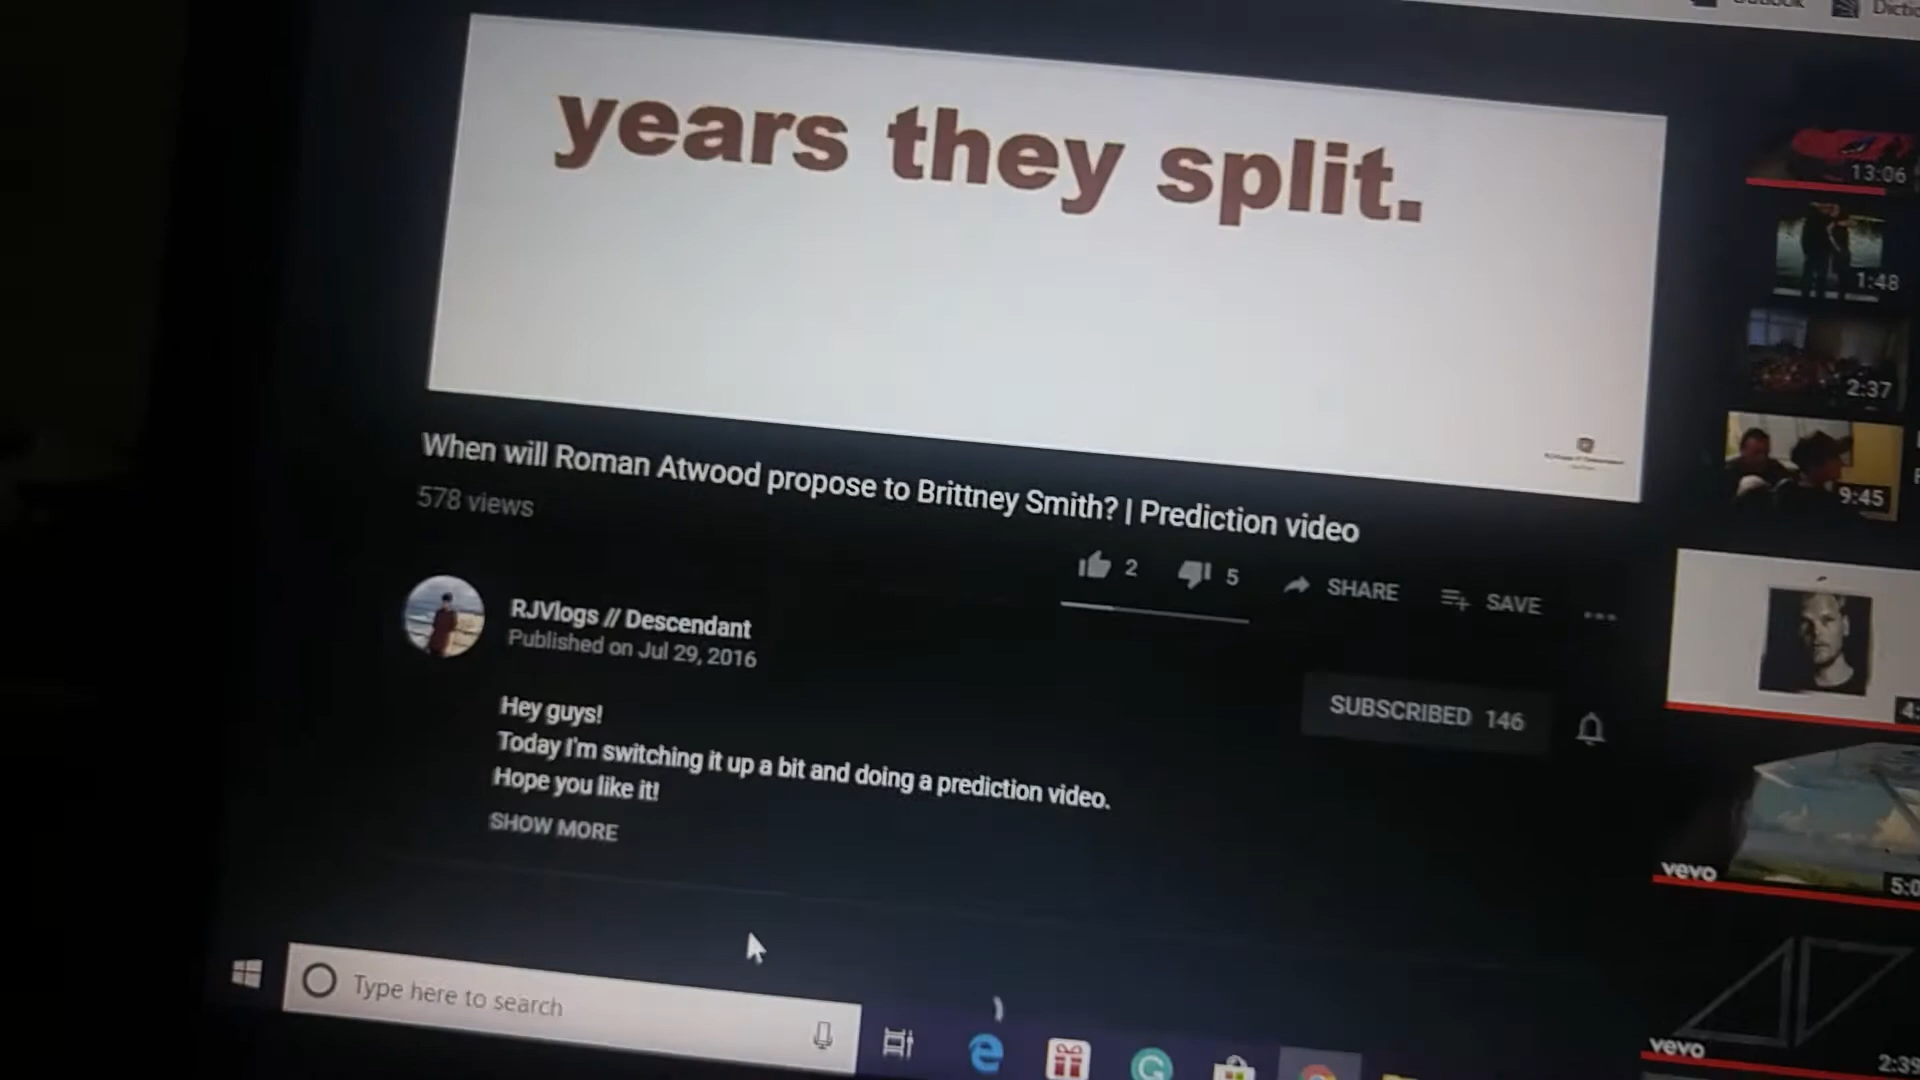 years they split.
When will Roman Atwood propose to Brittney Smith? | Prediction video
578 views
2
5
SHARE
SAVE
RJVlogs // Descendant
Published on Jul 29, 2016
SUBSCRIBED 146
Hey guys!
Today I'm switching it up a bit and doing a prediction video.
Hope you like it!
SHOW MORE
Type here to search
13:06
1:48
2:37
9:45
vevo
vevo